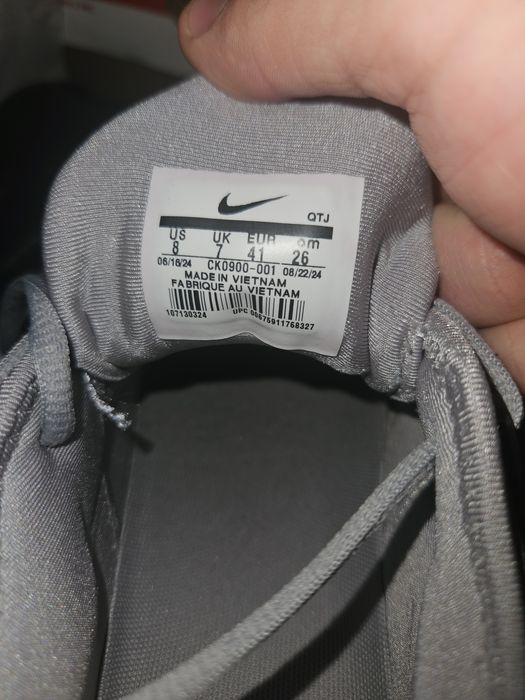 QTJ
US UK EUR cm
8 7 41 26
06/16/24 CK0900-001 08/22/24
MADE IN VIETNAM
FABRIQUE AU VIETNAM
107130324 UPC 00675911768327